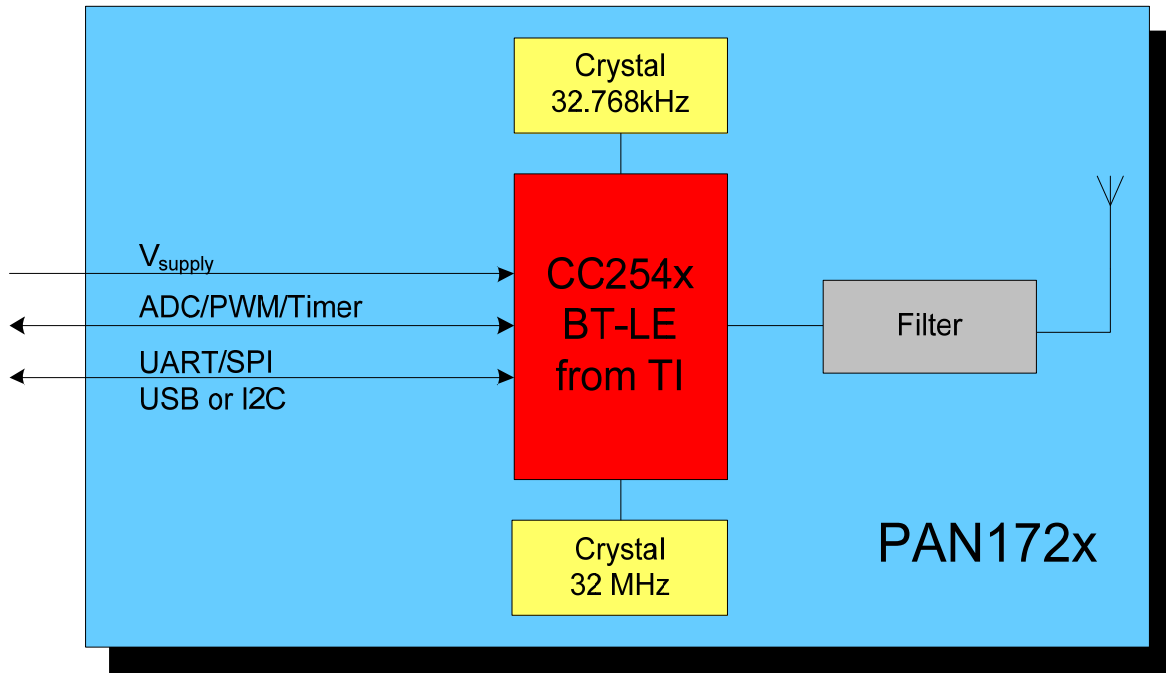 Crystal
32.768kHz
V supply
ADC/PWM/Timer
UART/SPI
USB or I2C
CC254x
BT-LE
from TI
Filter
Crystal
32 MHz
PAN172x